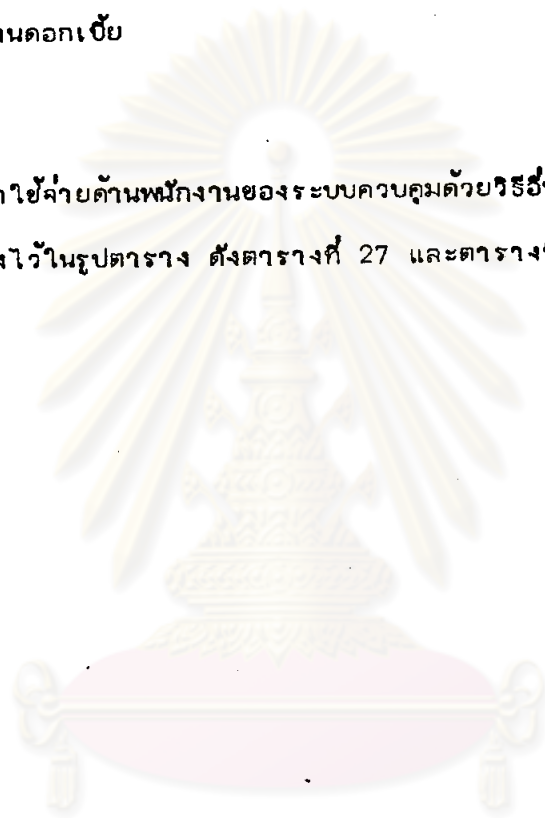 านดอกเบี้ย
าใช้จ่ายด้านพนักงานของระบบควบคุมด้วยวิธี
งไว้ในรูปตาราง ดังตารางที่ 27 และตาราง